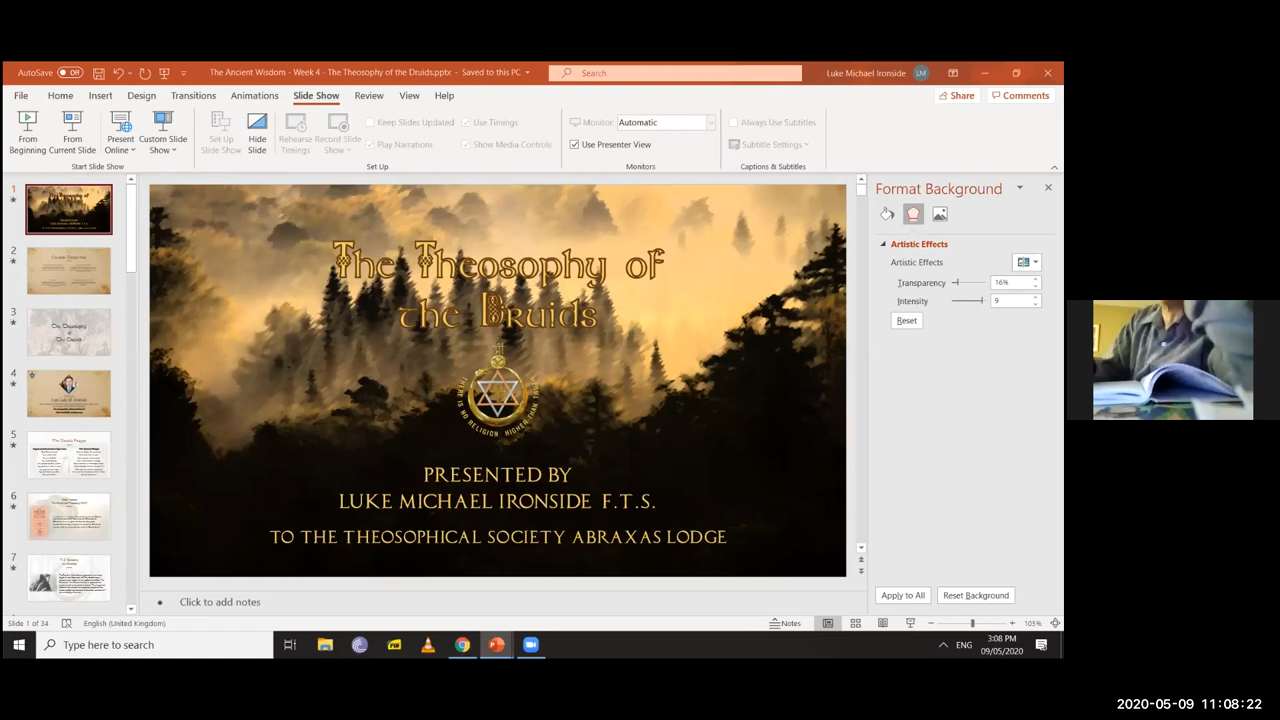 AutoSave Off The Ancient Wisdom - Week 4 - The Theosophy of the Druids.pptx - Saved to this PC Search Luke Michael Ironside LM
File Home Insert Design Transitions Animations Slide Show Review View Help Share Comments
From Beginning
From Current Slide
Present Online
Custom Slide Show
Set Up Slide Show
Hide Slide
Rehearse Timings
Record Slide Show
Keep Slides Updated
Play Narrations
Use Timings
Show Media Controls
Monitor: Automatic
Use Presenter View
Always Use Subtitles
Subtitle Settings
Start Slide Show Set Up Monitors Captions & Subtitles
1
2
3
4
5
6
7
The Theosophy of
the Druids
THERE IS NO RELIGION HIGHER THAN TRUTH
PRESENTED BY
LUKE MICHAEL IRONSIDE F.T.S.
TO THE THEOSOPHICAL SOCIETY ABRAXAS LODGE
Format Background
Artistic Effects
Artistic Effects
Transparency 16%
Intensity 9
Reset
Apply to All Reset Background
Click to add notes
Slide 1 of 34 English (United Kingdom) Notes 105%
Type here to search ENG 3:08 PM
09/05/2020
2020-05-09 11:08:22